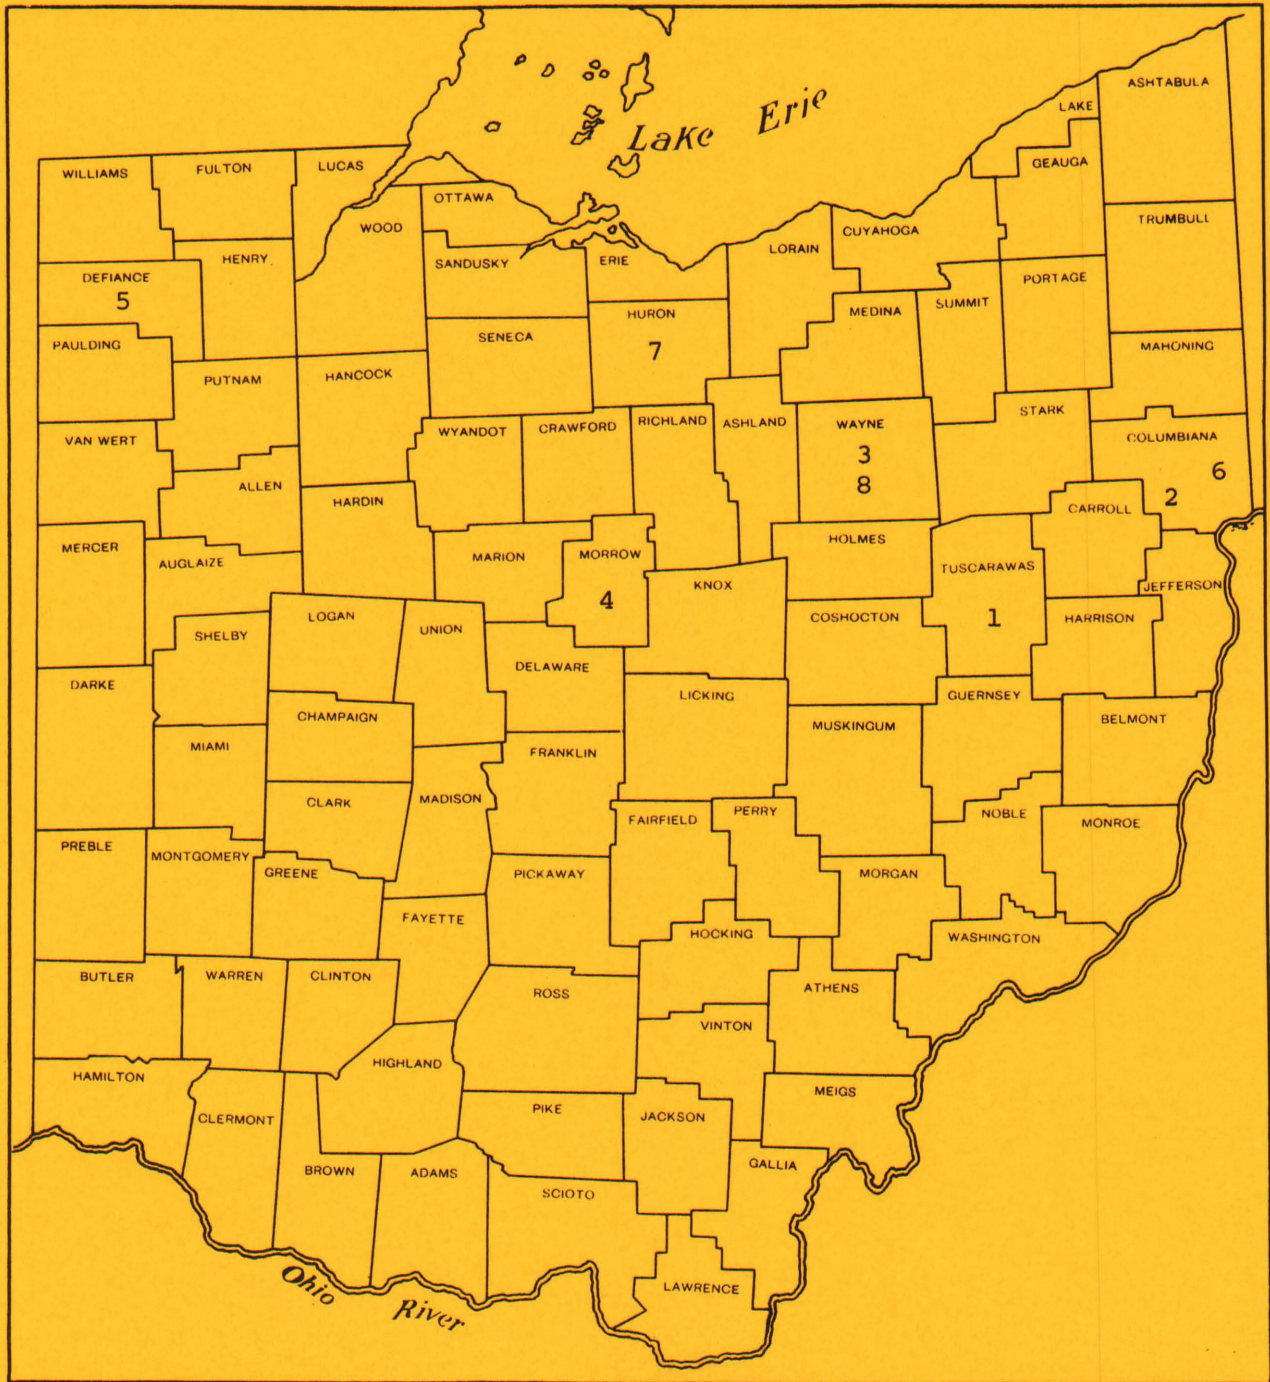 Lake Erie
ASHTABULA
LAKE
GEAUGA
WILLIAMS
FULTON
LUCAS
OTTAWA
WOOD
CUYAHOGA
TRUMBULL
LORAIN
HENRY
SANDUSKY
ERIE
DEFIANCE
5
PORTAGE
SUMMIT
MEDINA
HURON
7
SENECA
PAULDING
MAHONING
PUTNAM
HANCOCK
STARK
VAN WERT
WYANDOT
CRAWFORD
RICHLAND
ASHLAND
WAYNE
3
8
COLUMBIANA
6
2
ALLEN
HARDIN
CARROLL
MERCER
AUGLAIZE
MARION
MORROW
4
HOLMES
TUSCARAWAS
1
JEFFERSON
KNOX
LOGAN
UNION
COSHOCTON
HARRISON
SHELBY
DELAWARE
DARKE
LICKING
GUERNSEY
CHAMPAIGN
BELMONT
MIAMI
FRANKLIN
MUSKINGUM
CLARK
MADISON
FAIRFIELD
PERRY
NOBLE
MONROE
PREBLE
MONTGOMERY
GREENE
PICKAWAY
MORGAN
FAYETTE
HOCKING
WASHINGTON
BUTLER
WARREN
CLINTON
ROSS
ATHENS
VINTON
HIGHLAND
HAMILTON
MEIGS
CLERMONT
PIKE
JACKSON
BROWN
ADAMS
GALLIA
SCIOTO
LAWRENCE
Ohio River